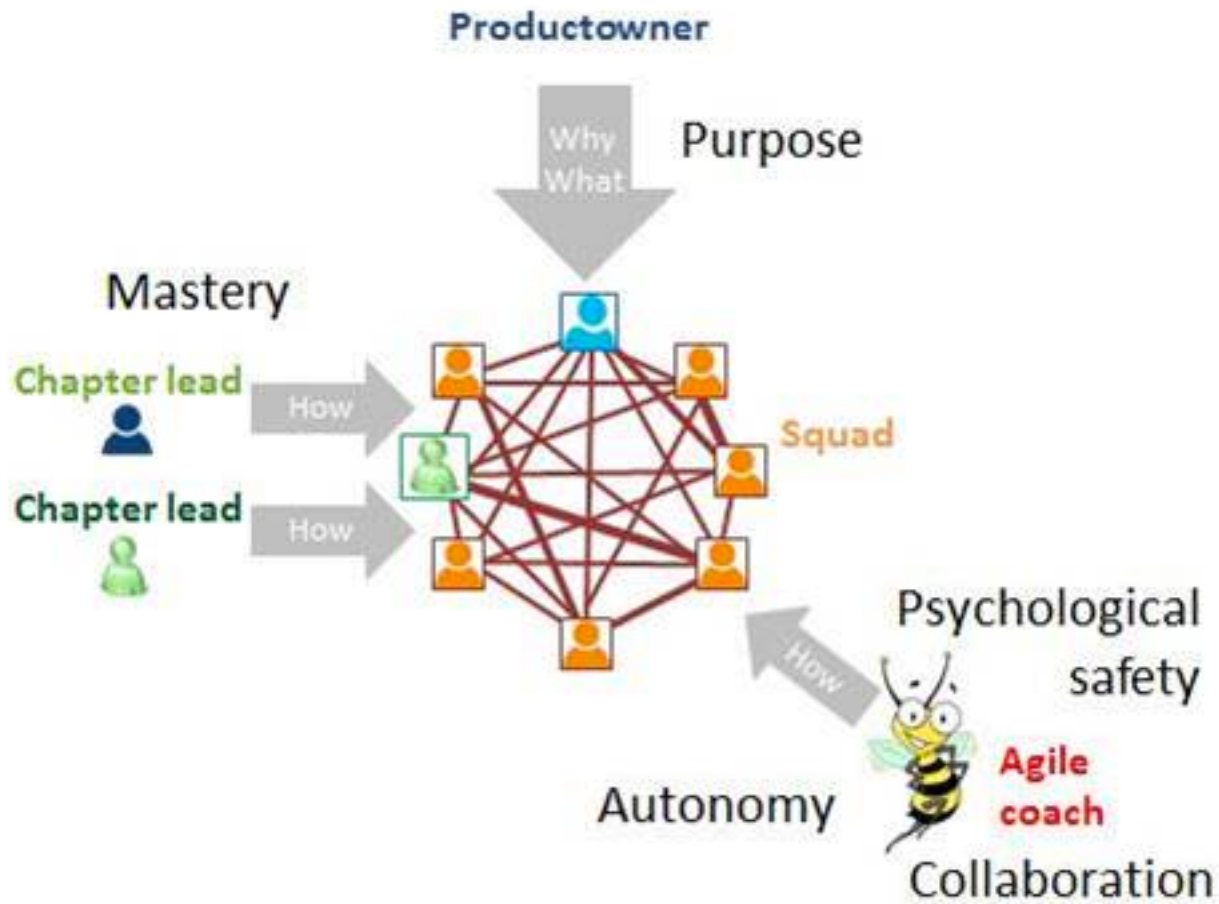 Productowner
Why
What
Purpose
Mastery
Chapter lead
How
Squad
Chapter lead
How
How
Psychological
safety
Agile
coach
Autonomy
Collaboration